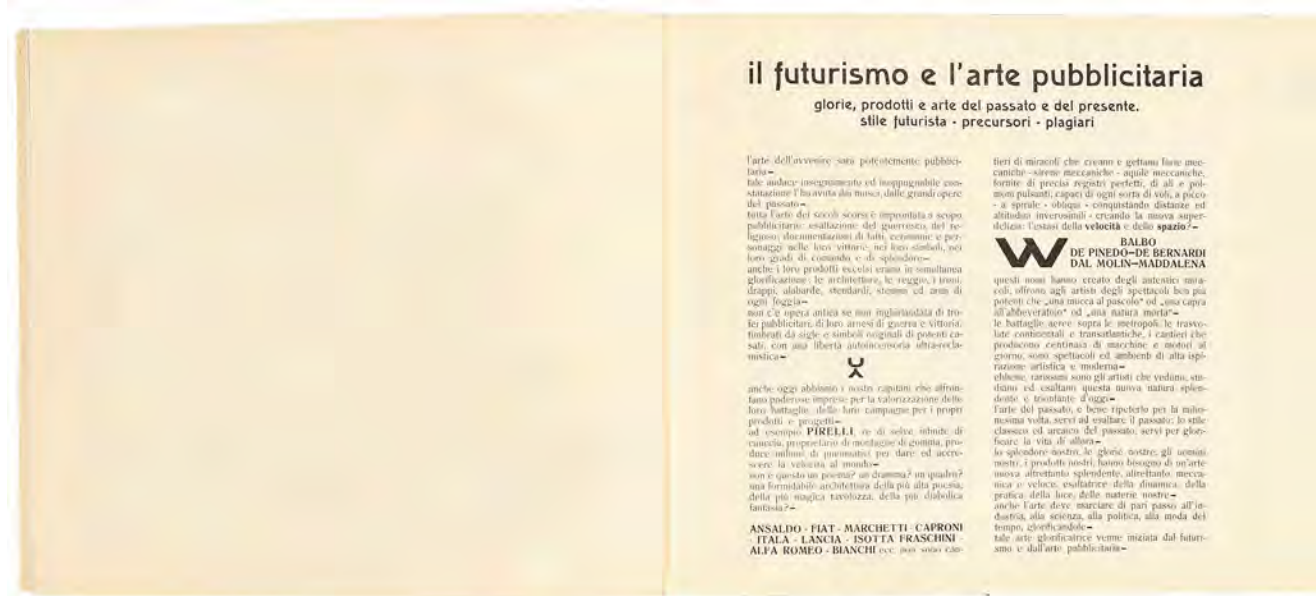 il futurismo e l'arte pubblicitaria
glorie, prodotti e arte del passato e del presente.
stile futurista - precursori - plagiari
l'arte dell'avvenire sarà potentemente pubblici-
taria–
tale audace insegnamento ed inoppugnabile con-
statazione l'ho avuta dai musei, dalle grandi opere
del passato–
tutta l'arte dei secoli scorsi è improntata a scopo
pubblicitario: esaltazione del guerresco, del re-
ligioso; documentazioni di fatti, cerimonie e per-
sonaggi nelle loro vittorie, nei loro simboli, nei
loro gradi di comando e di splendore–
anche i loro prodotti eccelsi erano in simultanea
glorificazione: le architetture, le reggie, i troni,
drappi, alabarde, stendardi, stemmi ed armi di
ogni foggia–
non c'è opera antica se non inghirlandata di tro-
fei pubblicitari, di loro arnesi di guerra e vittoria,
timbrati da sigle e simboli originali di potenti ca-
sati, con una libertà autoincensoria ultra-recla-
mistica–
anche oggi abbiamo i nostri capitani che affron-
tano poderose imprese per la valorizzazione delle
loro battaglie, delle loro campagne per i propri
prodotti e progetti–
ad esempio PIRELLI, re di selve infinite di
caucciù, proprietario di montagne di gomma, pro-
duce milioni di pneumatici per dare ed accre-
scere la velocità al mondo–
non è questo un poema? un dramma? un quadro?
una formidabile architettura della più alta poesia,
della più magica tavolozza, della più diabolica
fantasia?–
ANSALDO - FIAT - MARCHETTI - CAPRONI
- ITALA - LANCIA - ISOTTA FRASCHINI -
ALFA ROMEO - BIANCHI ecc. non sono can-
tieri di miracoli che creano e gettano farie mec-
caniche - sirene meccaniche - aquile meccaniche,
fornite di precisi registri perfetti, di ali e pol-
moni pulsanti, capaci di ogni sorta di voli, a picco
- a spirale - obliqui - conquistando distanze ed
altitudini inverosimili - creando la nuova super-
delizia: l'estasi della velocità e dello spazio?–
W BALBO
DE PINEDO–DE BERNARDI
DAL MOLIN–MADDALENA
questi nomi hanno creato degli autentici mira-
coli, offrono agli artisti degli spettacoli ben più
potenti che „una mucca al pascolo" od „una capra
all'abbeveratoio" od „una natura morta"–
le battaglie aeree sopra le metropoli, le trasvo-
late continentali e transatlantiche, i cantieri che
producono centinaia di macchine e motori al
giorno, sono spettacoli ed ambienti di alta ispi-
razione artistica e moderna–
ebbene, rarissimi sono gli artisti che vedono, stu-
diano ed esaltano questa nuova natura splen-
dente e trionfante d'oggi–
l'arte del passato, è bene ripeterlo per la milio-
nesima volta, servì ad esaltare il passato; lo stile
classico ed arcaico del passato, servì per glori-
ficare la vita di allora–
lo splendore nostro, le glorie nostre, gli uomini
nostri, i prodotti nostri, hanno bisogno di un'arte
nuova altrettanto splendente, altrettanto mecca-
nica e veloce, esaltatrice della dinamica, della
pratica, della luce, delle materie nostre–
anche l'arte deve marciare di pari passo all'in-
dustria, alla scienza, alla politica, alla moda del
tempo, glorificandole–
tale arte glorificatrice venne iniziata dal futuri-
smo e dall'arte pubblicitaria–